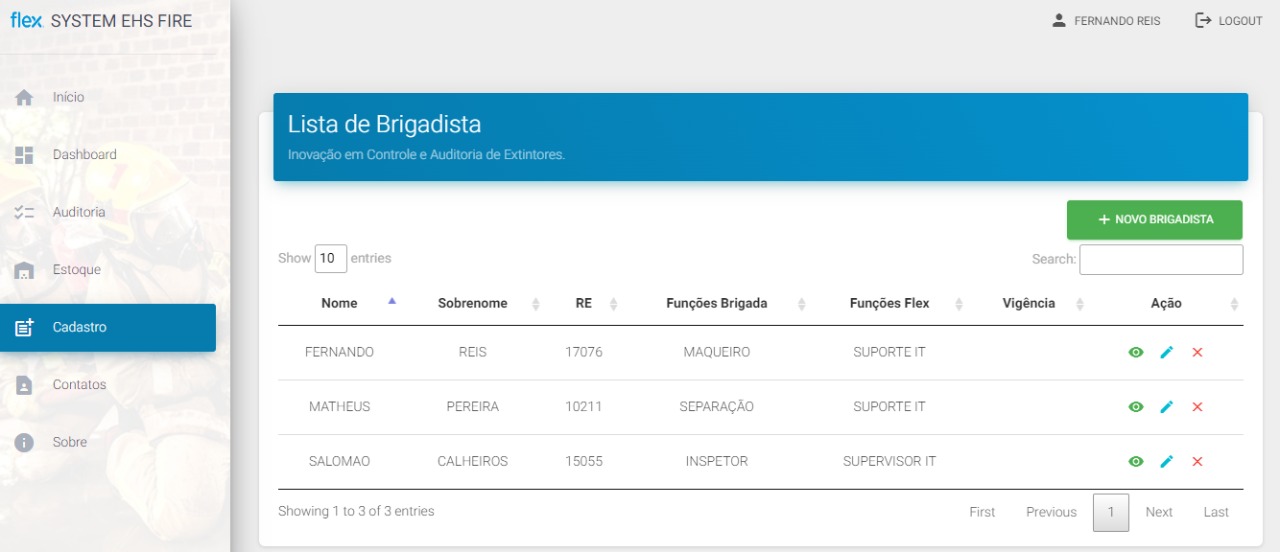 flex SYSTEM EHS FIRE
FERNANDO REIS LOGOUT
Início
Dashboard
Auditoria
Estoque
Cadastro
Contatos
Sobre
Lista de Brigadista
Inovação em Controle e Auditoria de Extintores.
+ NOVO BRIGADISTA
Show 10 entries Search:
Nome Sobrenome RE Funções Brigada Funções Flex Vigência Ação
FERNANDO REIS 17076 MAQUEIRO SUPORTE IT
MATHEUS PEREIRA 10211 SEPARAÇÃO SUPORTE IT
SALOMAO CALHEIROS 15055 INSPETOR SUPERVISOR IT
Showing 1 to 3 of 3 entries First Previous 1 Next Last